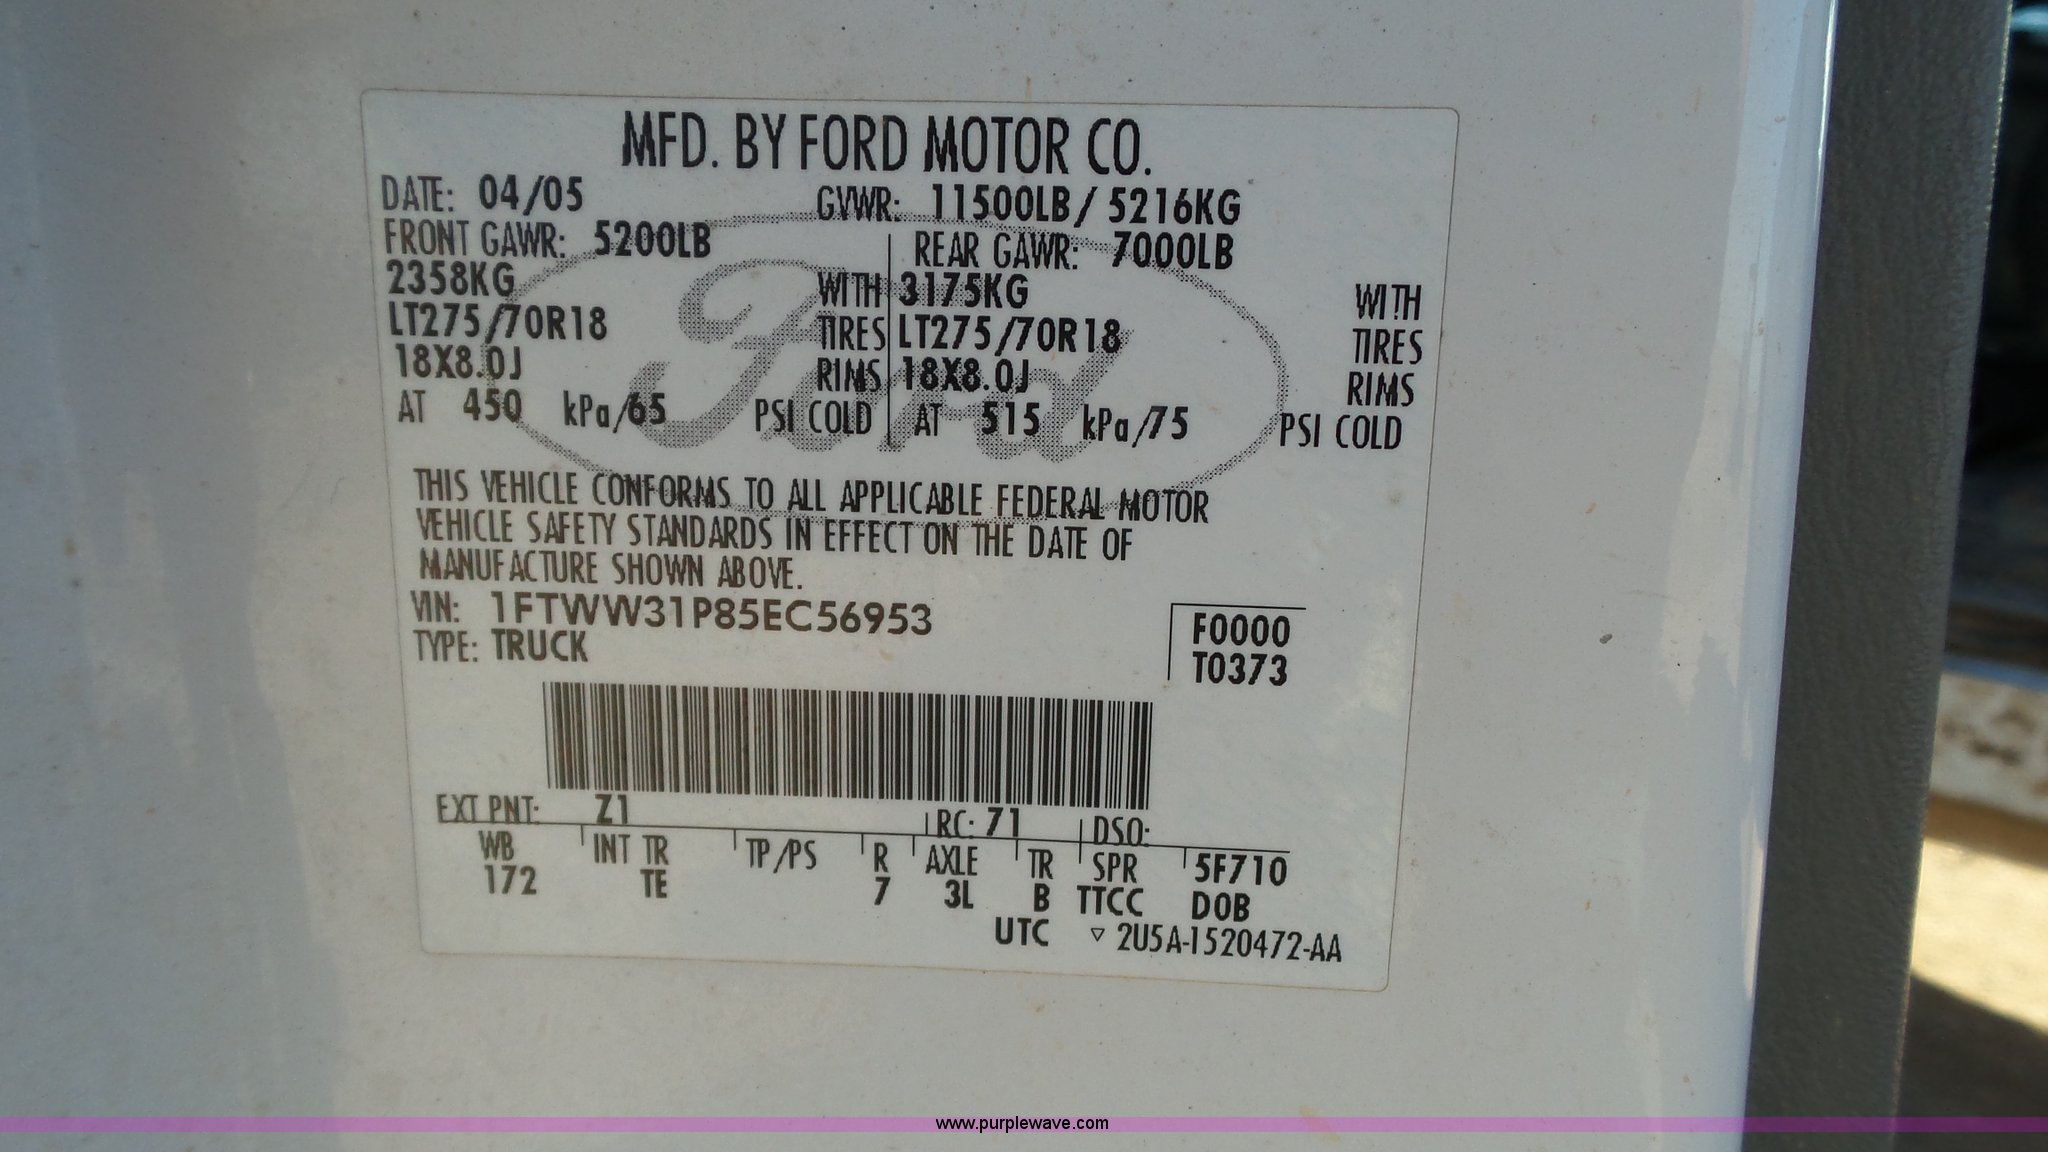 MFD. BY FORD MOTOR CO.
DATE: 04/05 GVWR: 11500LB/ 5216KG
FRONT GAWR: 5200LB REAR GAWR: 7000LB
2358KG WITH 3175KG WITH
LT275/70R18 TIRES LT275/70R18 TIRES
18X8.0J RIMS 18X8.0J RIMS
AT 450 kPa/65 PSI COLD AT 515 kPa/75 PSI COLD
Ford
THIS VEHICLE CONFORMS TO ALL APPLICABLE FEDERAL MOTOR
VEHICLE SAFETY STANDARDS IN EFFECT ON THE DATE OF
MANUFACTURE SHOWN ABOVE.
VIN: 1FTWW31P85EC56953 F0000
TYPE: TRUCK T0373
EXT PNT: Z1 RC: 71 DSO:
WB INT TR TP/PS R AXLE TR SPR 5F710
172 TE 7 3L B TTCC DOB
UTC ▽ 2U5A-1520472-AA
www.purplewave.com